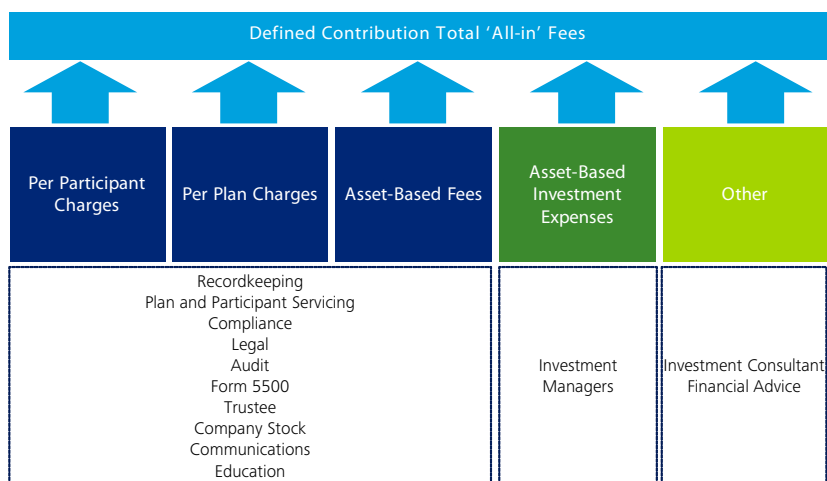 Defined Contribution Total ‘All-in’ Fees
Per Participant
Charges
Per Plan Charges
Asset-Based Fees
Asset-Based
Investment
Expenses
Other
Recordkeeping
Plan and Participant Servicing
Compliance
Legal
Audit
Form 5500
Trustee
Company Stock
Communications
Education
Investment
Managers
Investment Consultant
Financial Advice